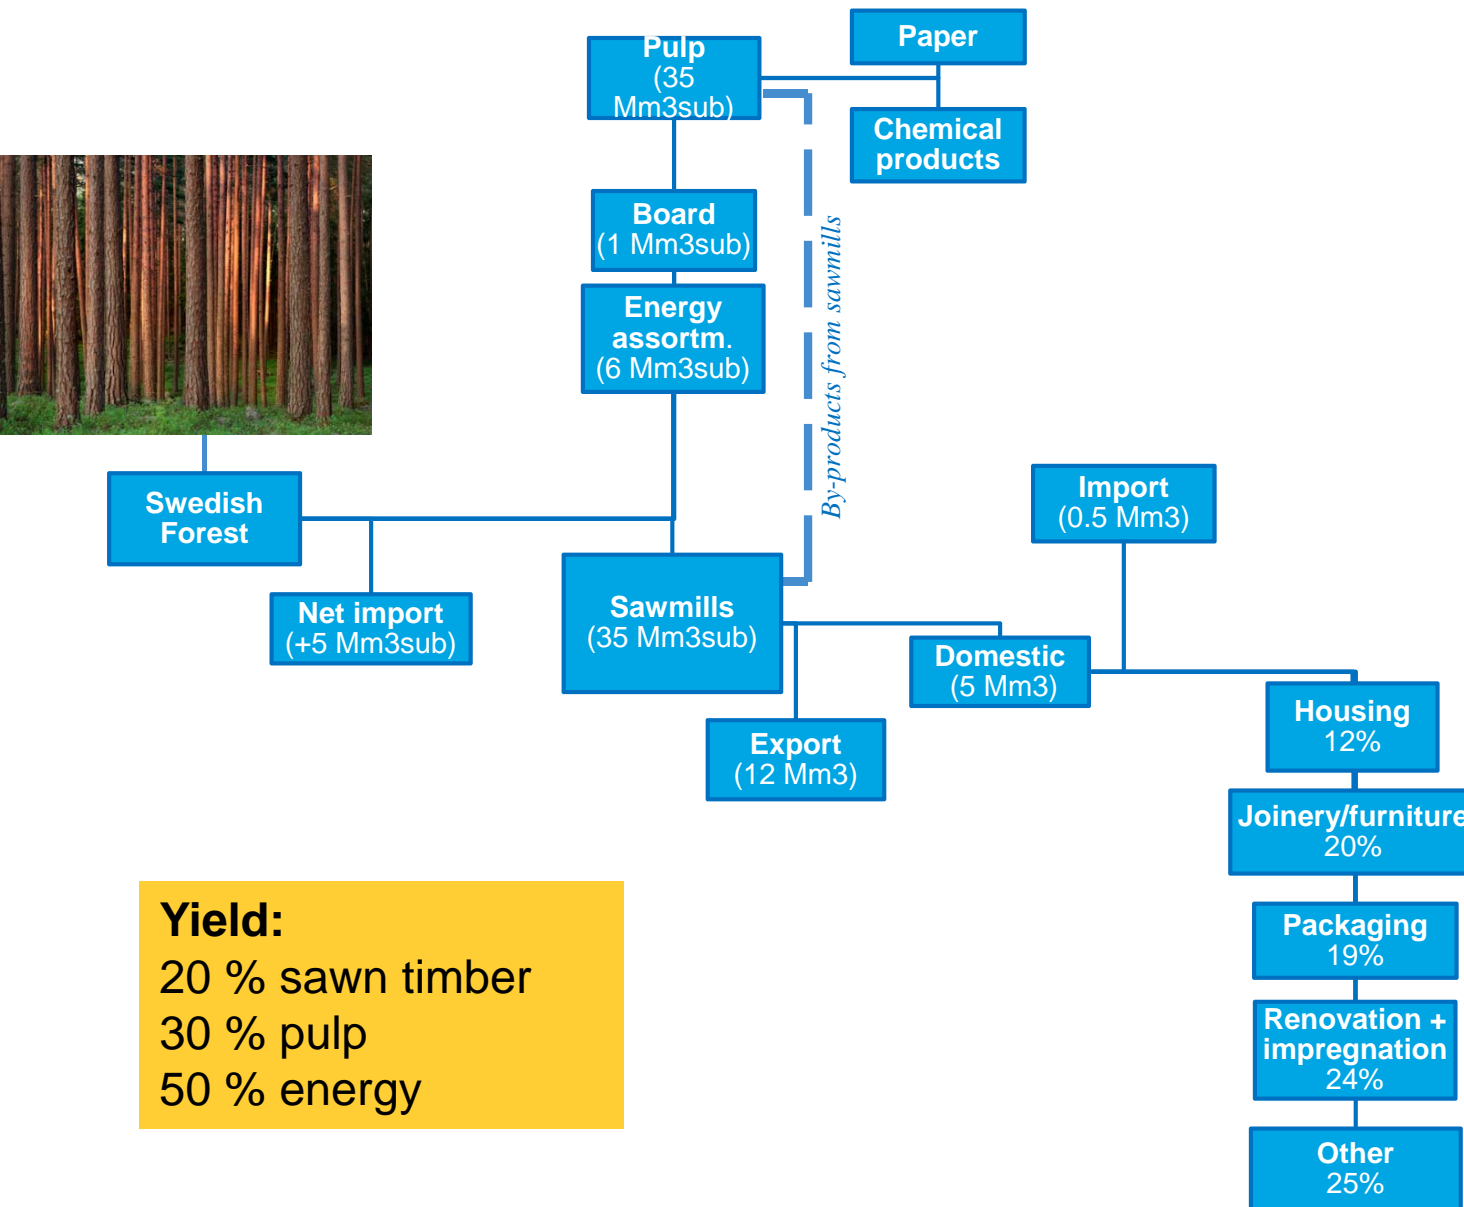 Pulp
(35
Mm3sub)
Paper
Chemical
products
Board
(1 Mm3sub)
Energy
assortm.
(6 Mm3sub)
By-products from sawmills
Swedish
Forest
Net import
(+5 Mm3sub)
Sawmills
(35 Mm3sub)
Import
(0.5 Mm3)
Domestic
(5 Mm3)
Export
(12 Mm3)
Housing
12%
Joinery/furniture
20%
Packaging
19%
Renovation +
impregnation
24%
Other
25%
Yield:
20 % sawn timber
30 % pulp
50 % energy